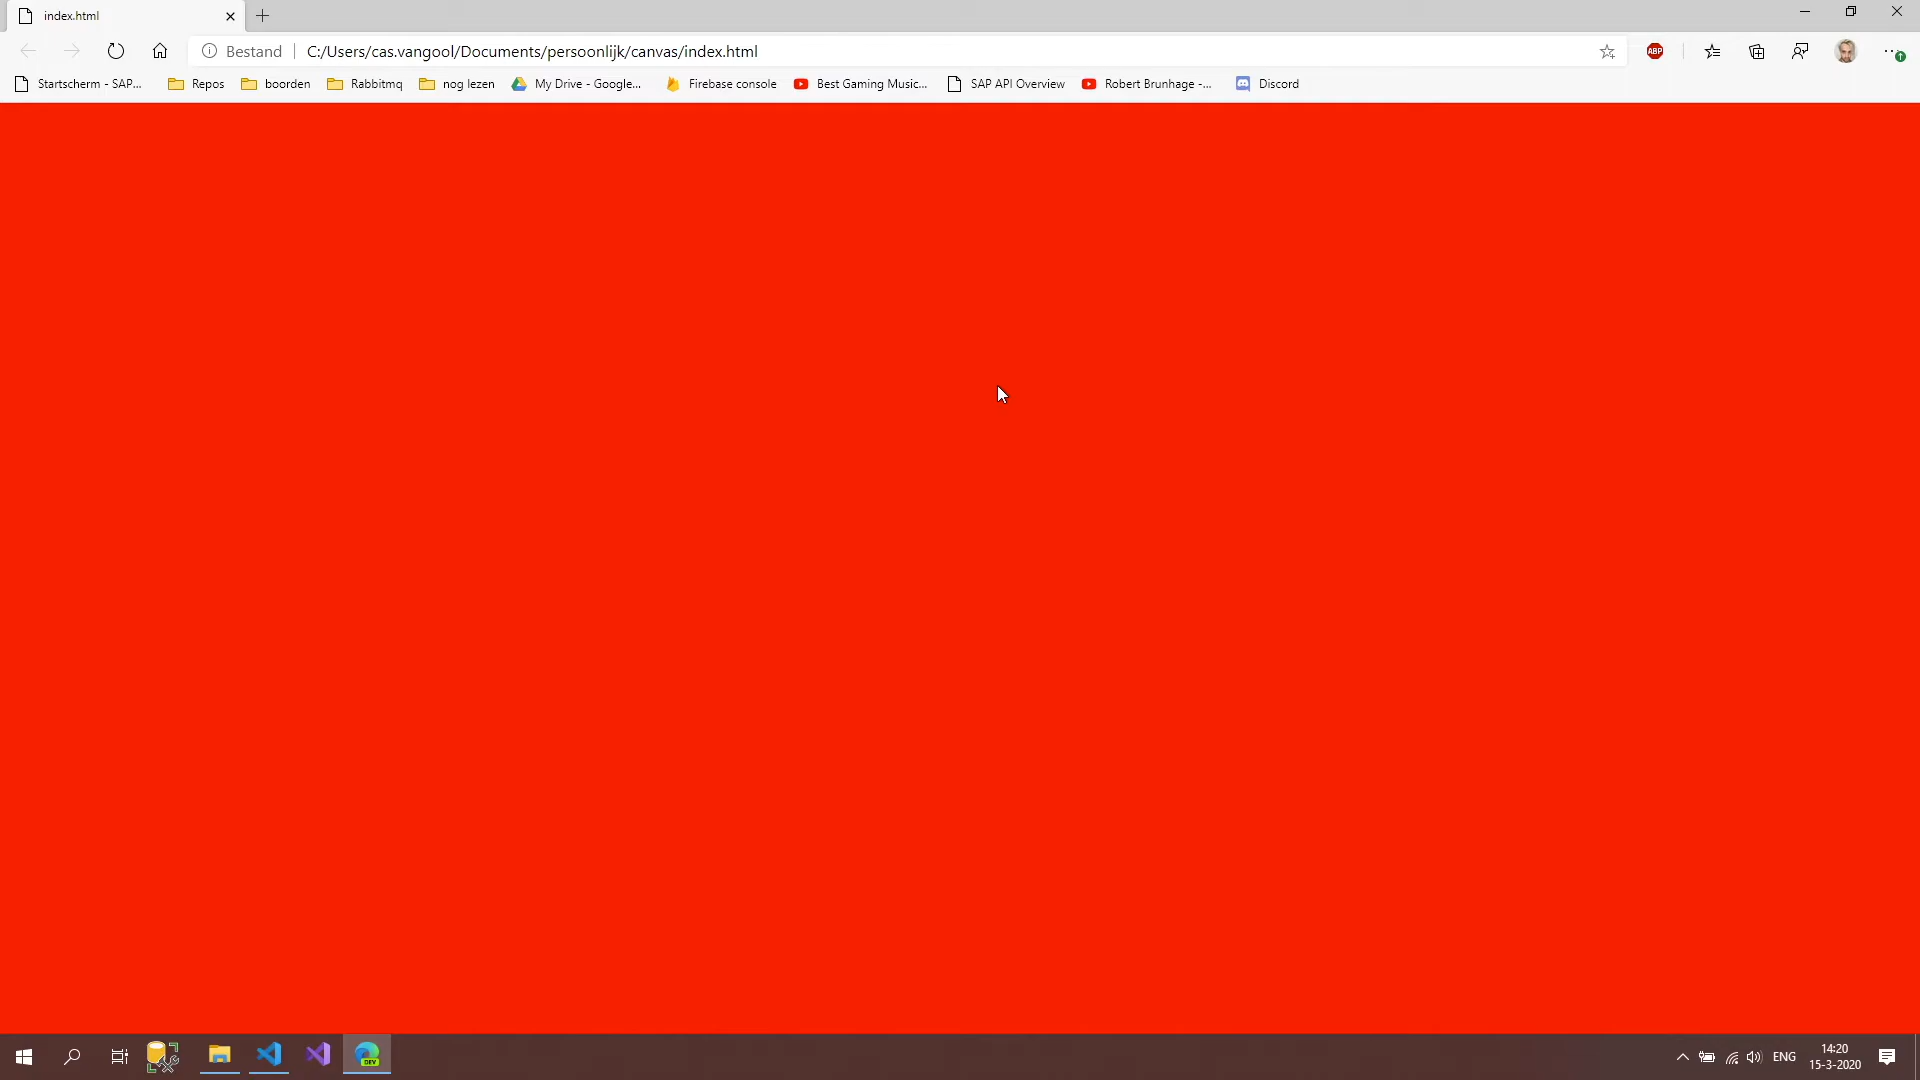 index.html
Bestand C:/Users/cas.vangool/Documents/persoonlijk/canvas/index.html
ABP
Startscherm - SAP... Repos boorden Rabbitmq nog lezen My Drive - Google... Firebase console Best Gaming Music... SAP API Overview Robert Brunhage -... Discord
DEV
ENG
14:20
15-3-2020